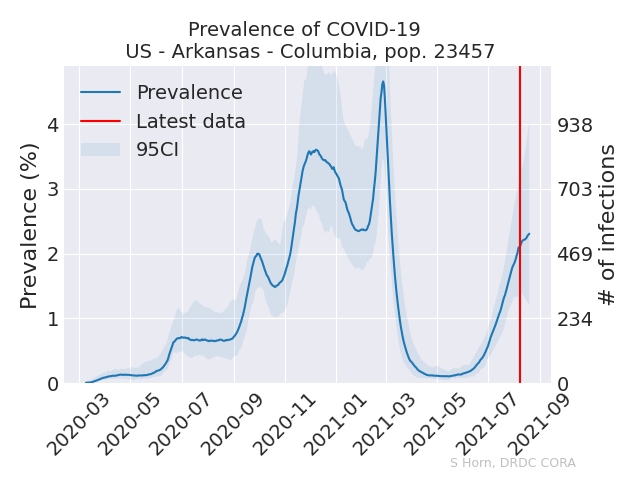 Prevalence of COVID-19
US - Arkansas - Columbia, pop. 23457
Prevalence
Latest data
95CI
Prevalence (%)
4
3
2
1
0
938
703
469
234
0
# of infections
2020-03
2020-05
2020-07
2020-09
2020-11
2021-01
2021-03
2021-05
2021-07
2021-09
S Horn, DRDC CORA